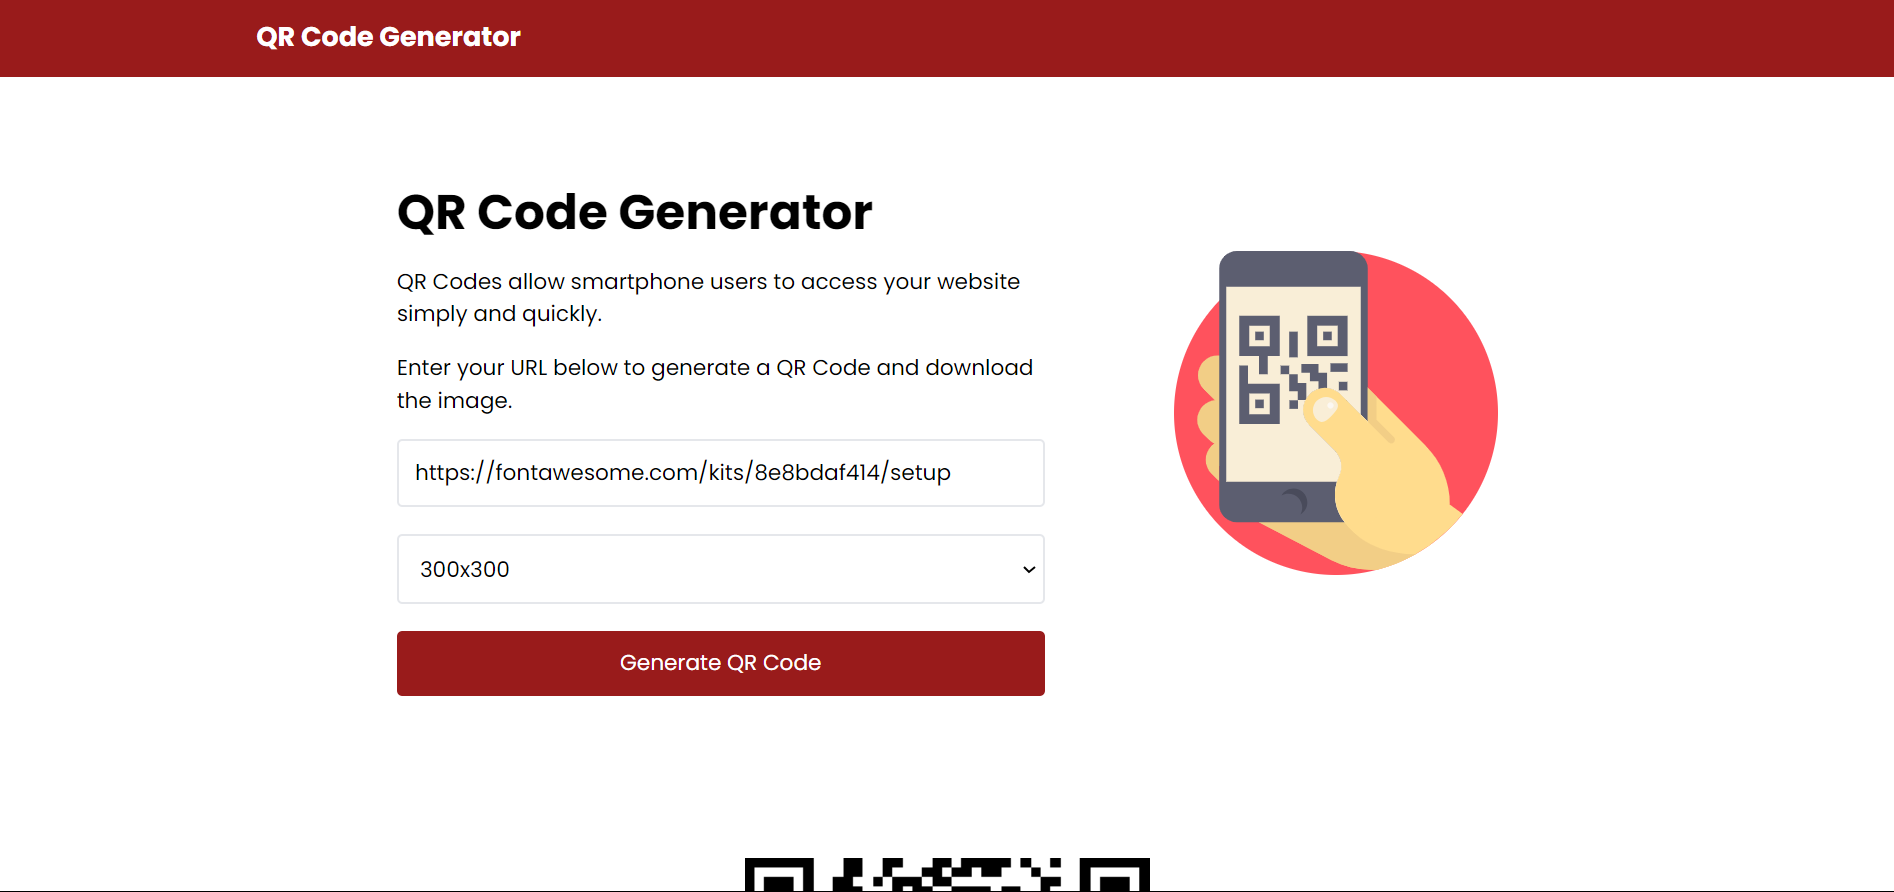 QR Code Generator
QR Code Generator
QR Codes allow smartphone users to access your website
simply and quickly.
Enter your URL below to generate a QR Code and download
the image.
https://fontawesome.com/kits/8e8bdaf414/setup
300x300
Generate QR Code